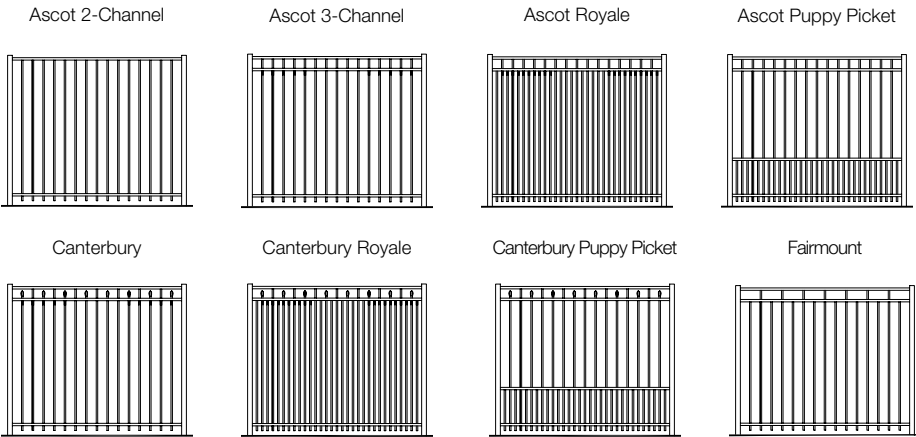 Ascot 2-Channel
Ascot 3-Channel
Ascot Royale
Ascot Puppy Picket
Canterbury
Canterbury Royale
Canterbury Puppy Picket
Fairmount